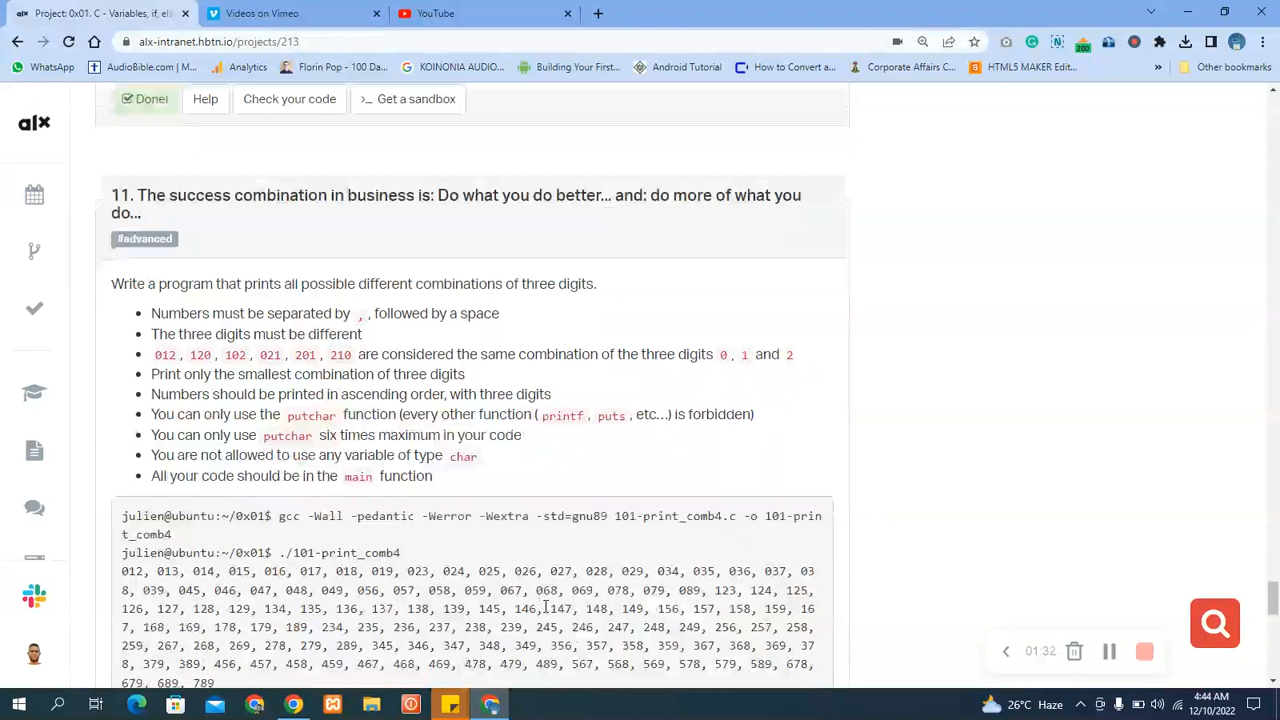 Project: 0x01. C - Variables, if, els
Videos on Vimeo
YouTube
alx-intranet.hbtn.io/projects/213
200
WhatsApp
AudioBible.com | M...
Analytics
Florin Pop - 100 Da...
KOINONIA AUDIO...
Building Your First...
Android Tutorial
How to Convert a...
Corporate Affairs C...
HTML5 MAKER Edit...
»
Other bookmarks
alx
Done!
Help
Check your code
>_ Get a sandbox
11. The success combination in business is: Do what you do better... and: do more of what you
do...
#advanced
Write a program that prints all possible different combinations of three digits.
• Numbers must be separated by , , followed by a space
• The three digits must be different
• 012 , 120 , 102 , 021 , 201 , 210 are considered the same combination of the three digits 0 , 1 and 2
• Print only the smallest combination of three digits
• Numbers should be printed in ascending order, with three digits
• You can only use the putchar function (every other function ( printf , puts , etc…) is forbidden)
• You can only use putchar six times maximum in your code
• You are not allowed to use any variable of type char
• All your code should be in the main function
julien@ubuntu:~/0x01$ gcc -Wall -pedantic -Werror -Wextra -std=gnu89 101-print_comb4.c -o 101-prin
t_comb4
julien@ubuntu:~/0x01$ ./101-print_comb4
012, 013, 014, 015, 016, 017, 018, 019, 023, 024, 025, 026, 027, 028, 029, 034, 035, 036, 037, 03
8, 039, 045, 046, 047, 048, 049, 056, 057, 058, 059, 067, 068, 069, 078, 079, 089, 123, 124, 125,
126, 127, 128, 129, 134, 135, 136, 137, 138, 139, 145, 146, 147, 148, 149, 156, 157, 158, 159, 16
7, 168, 169, 178, 179, 189, 234, 235, 236, 237, 238, 239, 245, 246, 247, 248, 249, 256, 257, 258,
259, 267, 268, 269, 278, 279, 289, 345, 346, 347, 348, 349, 356, 357, 358, 359, 367, 368, 369, 37
8, 379, 389, 456, 457, 458, 459, 467, 468, 469, 478, 479, 489, 567, 568, 569, 578, 579, 589, 678,
679, 689, 789
01:32
26°C Haze
4:44 AM
12/10/2022